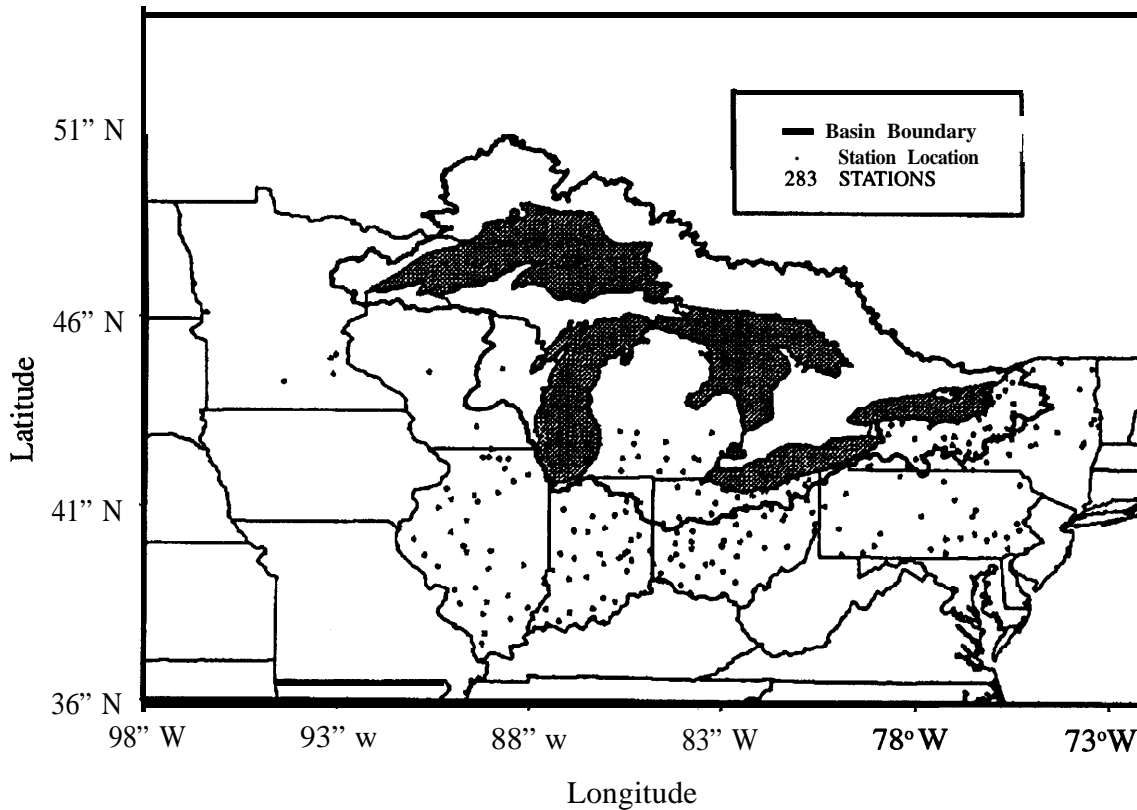 Basin Boundary
Station Location
283 STATIONS
51” N
46” N
41” N
36” N
Latitude
98” W
93” w
88” w
83” W
78° W
73°W
Longitude